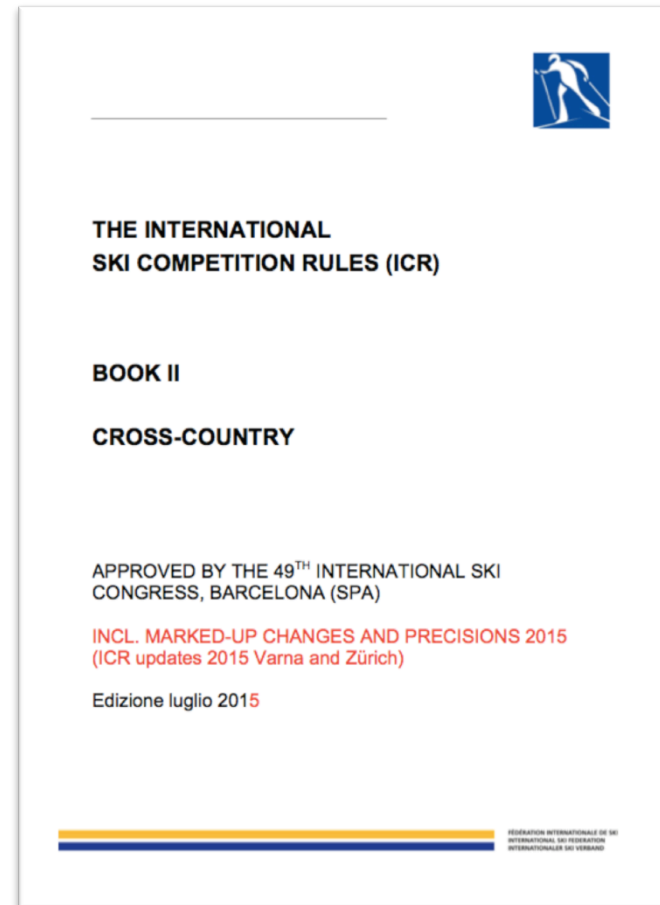 THE INTERNATIONAL
SKI COMPETITION RULES (ICR)
BOOK II
CROSS-COUNTRY
APPROVED BY THE 49TH INTERNATIONAL SKI
CONGRESS, BARCELONA (SPA)
INCL. MARKED-UP CHANGES AND PRECISIONS 2015
(ICR updates 2015 Varna and Zürich)
Edizione luglio 2015
FÉDÉRATION INTERNATIONALE DE SKI
INTERNATIONAL SKI FEDERATION
INTERNATIONALER SKI VERBAND